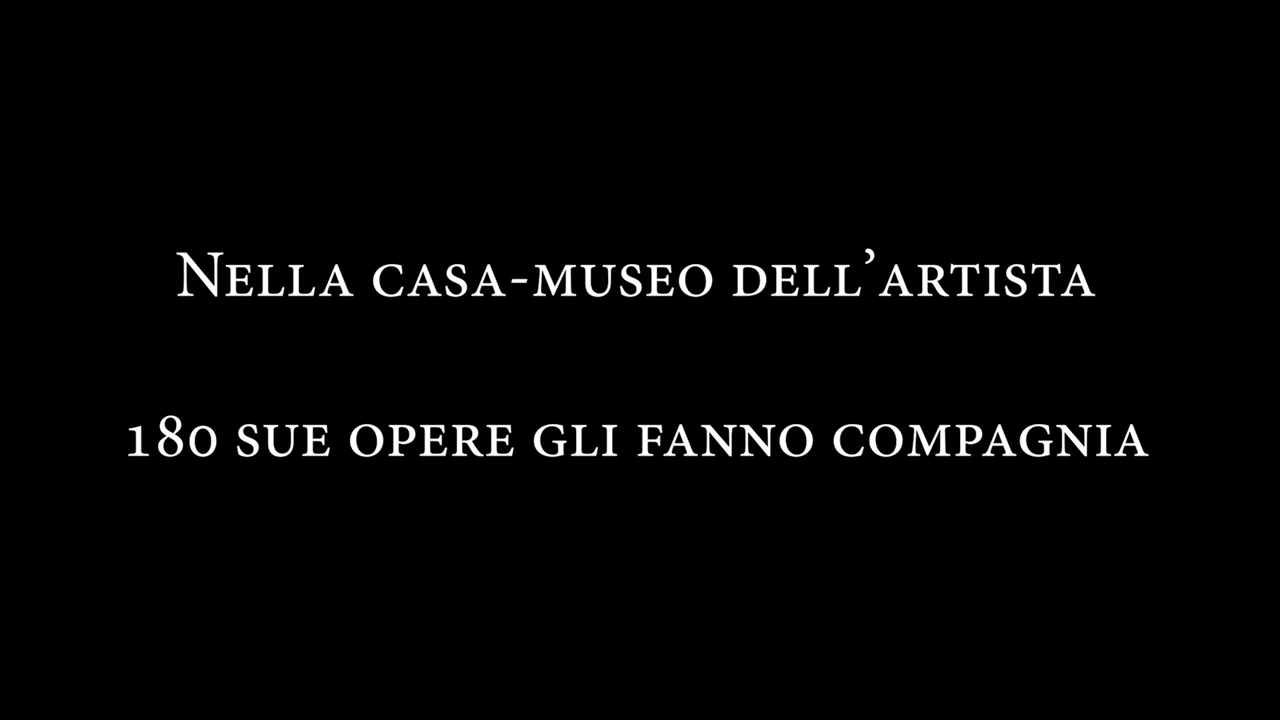 Nella casa-museo dell’artista
180 sue opere gli fanno compagnia